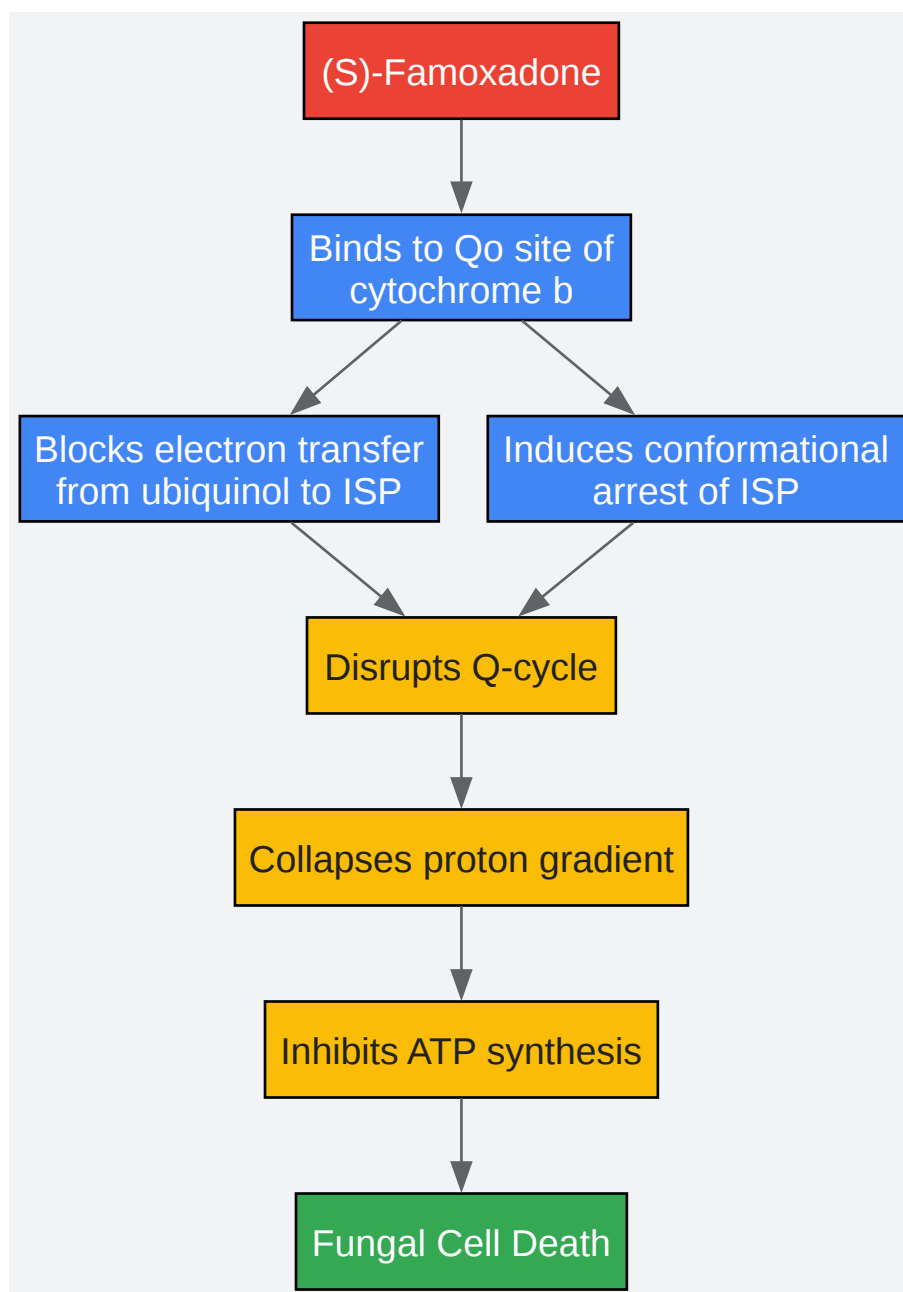 (S)-Famoxadone
Binds to Qo site of
cytochrome b
Blocks electron transfer
from ubiquinol to ISP
Induces conformational
arrest of ISP
Disrupts Q-cycle
Collapses proton gradient
Inhibits ATP synthesis
Fungal Cell Death